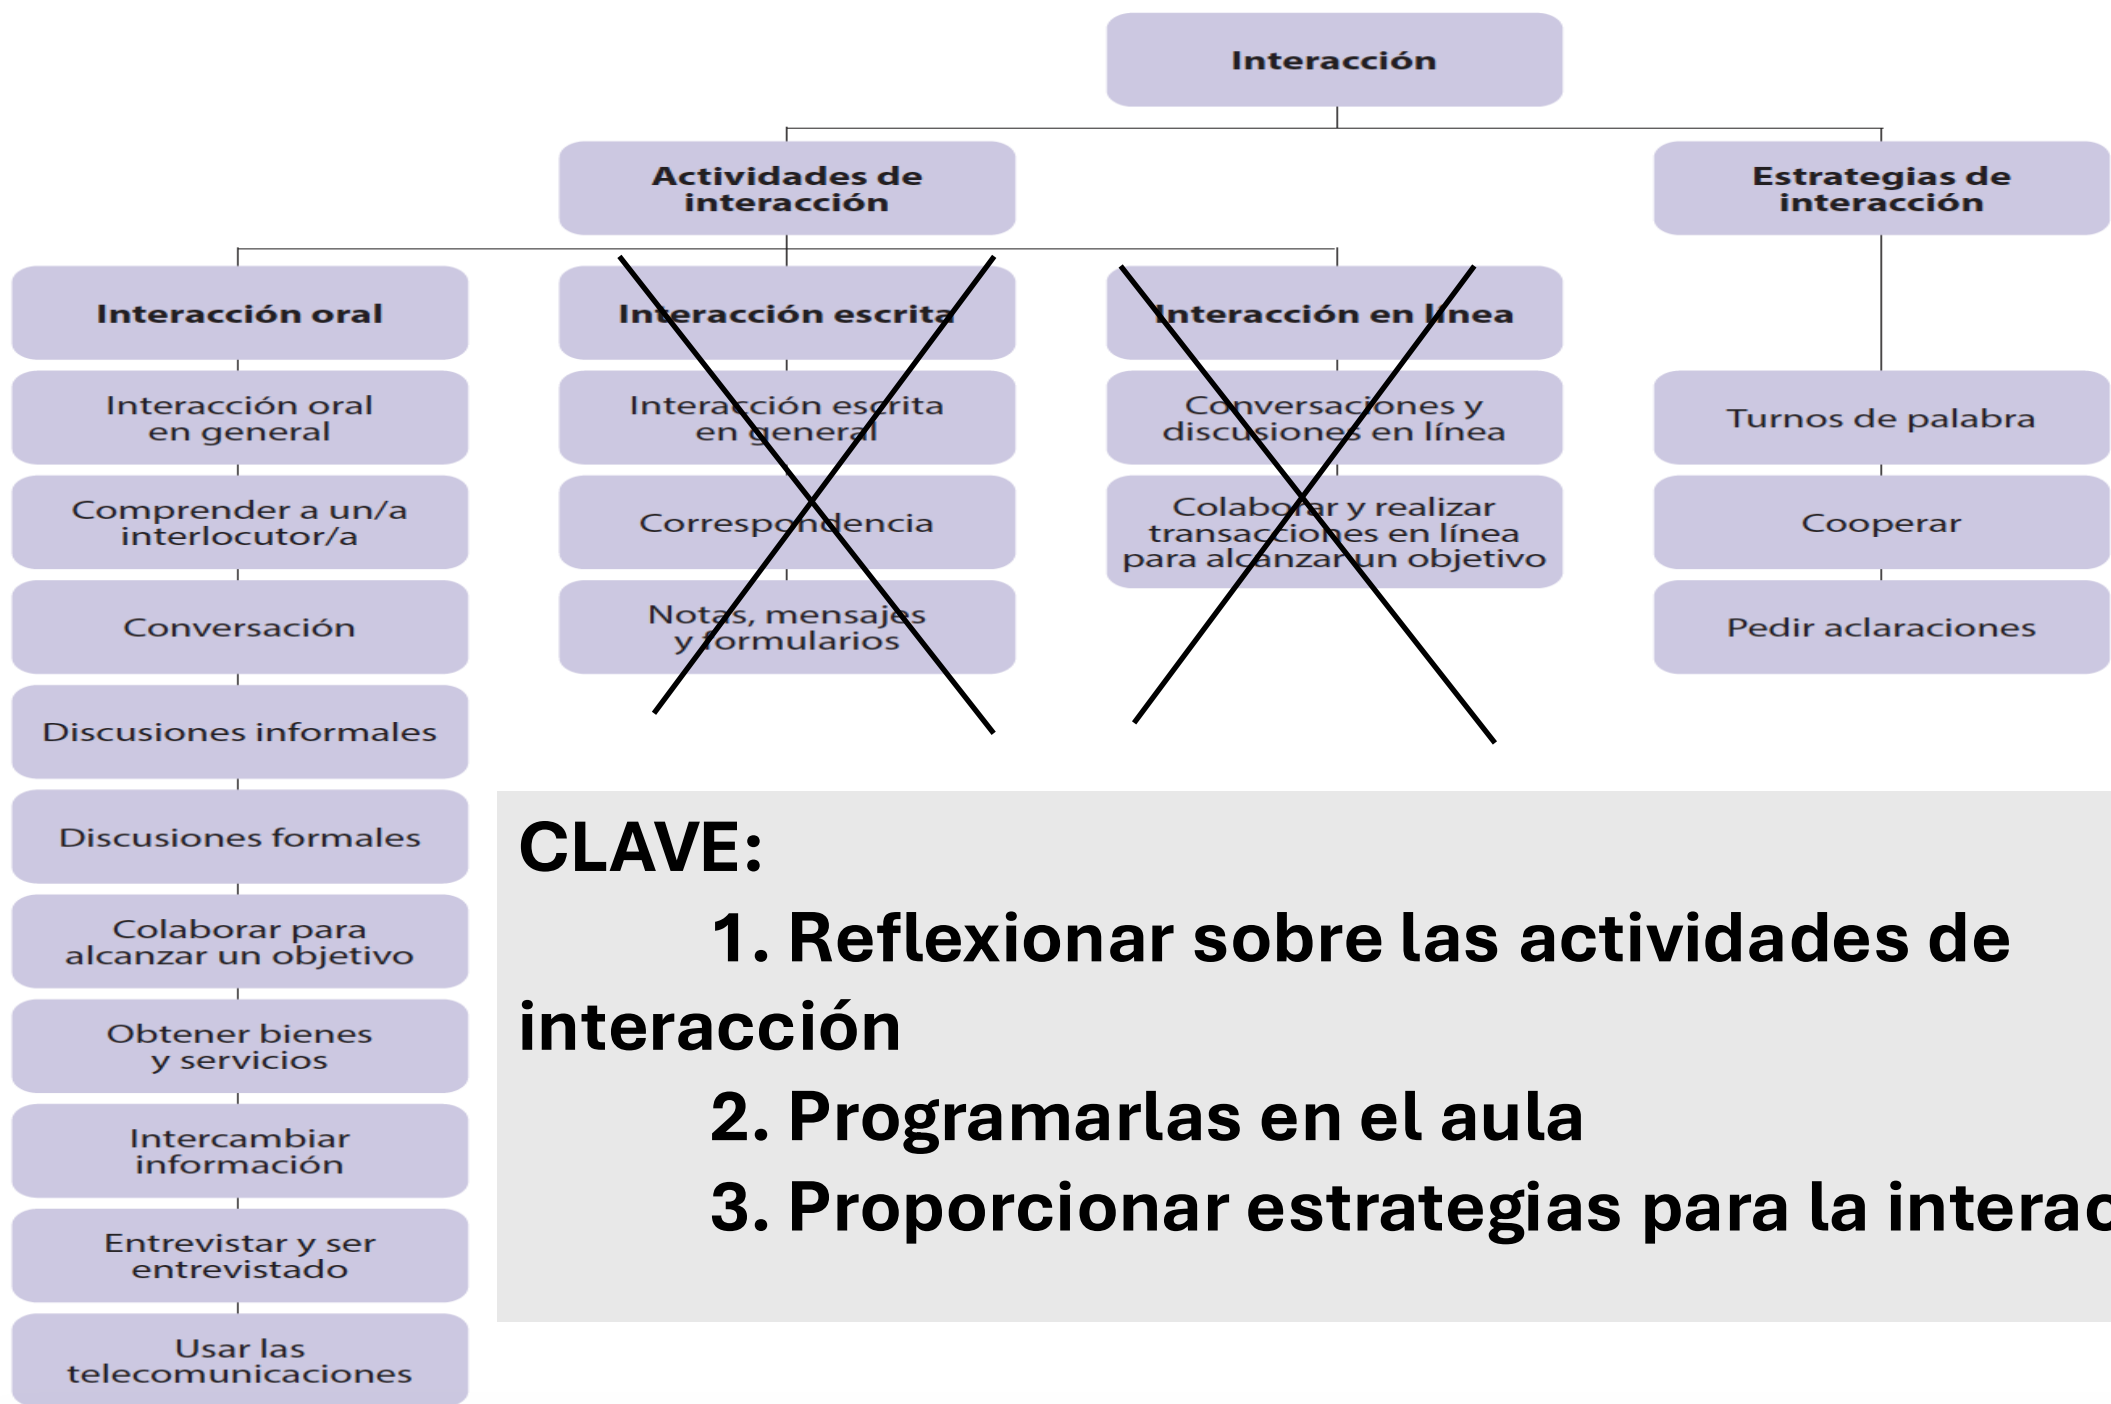 Interacción
Actividades de
interacción
Estrategias de
interacción
Interacción oral
Interacción oral
en general
Comprender a un/a
interlocutor/a
Conversación
Discusiones informales
Discusiones formales
Colaborar para
alcanzar un objetivo
Obtener bienes
y servicios
Intercambiar
información
Entrevistar y ser
entrevistado
Usar las
telecomunicaciones
Interacción escrita
Interacción escrita
en general
Correspondencia
Notas, mensajes
y formularios
Interacción en línea
Conversaciones y
discusiones en línea
Colaborar y realizar
transacciones en línea
para alcanzar un objetivo
Turnos de palabra
Cooperar
Pedir aclaraciones
CLAVE:
1. Reflexionar sobre las actividades de
interacción
2. Programarlas en el aula
3. Proporcionar estrategias para la interac